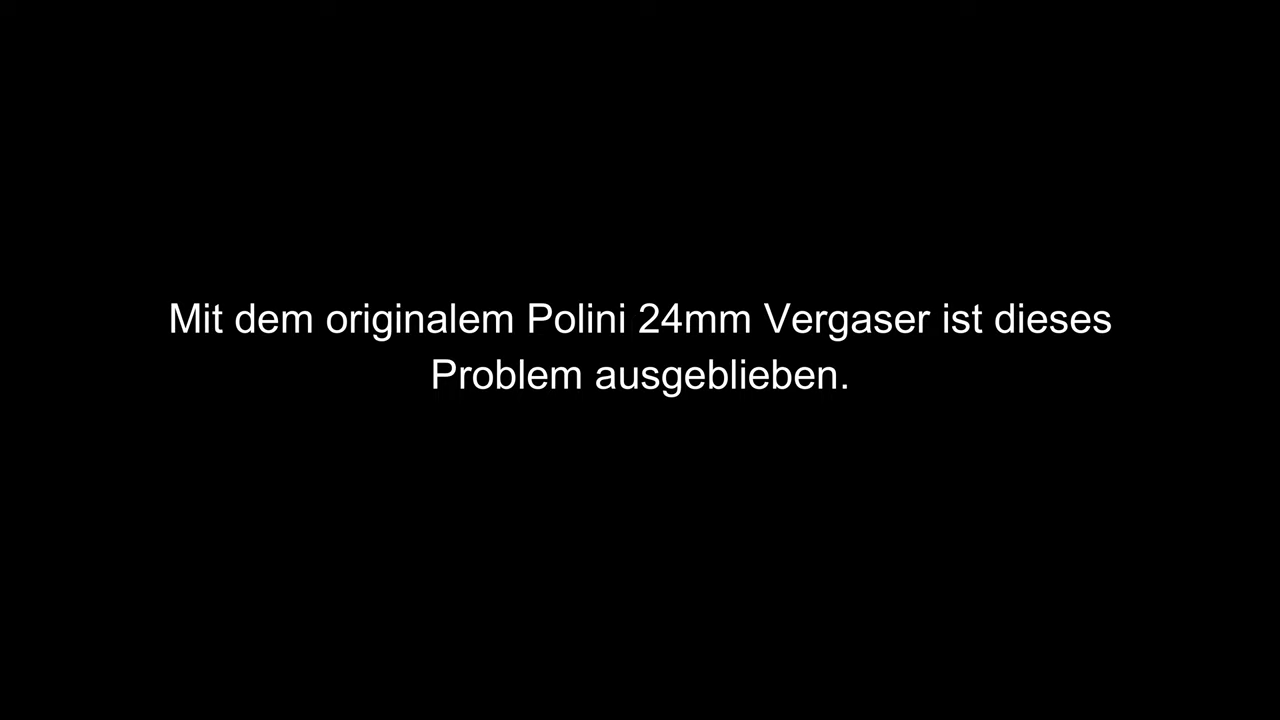 Mit dem originalem Polini 24mm Vergaser ist dieses
Problem ausgeblieben.